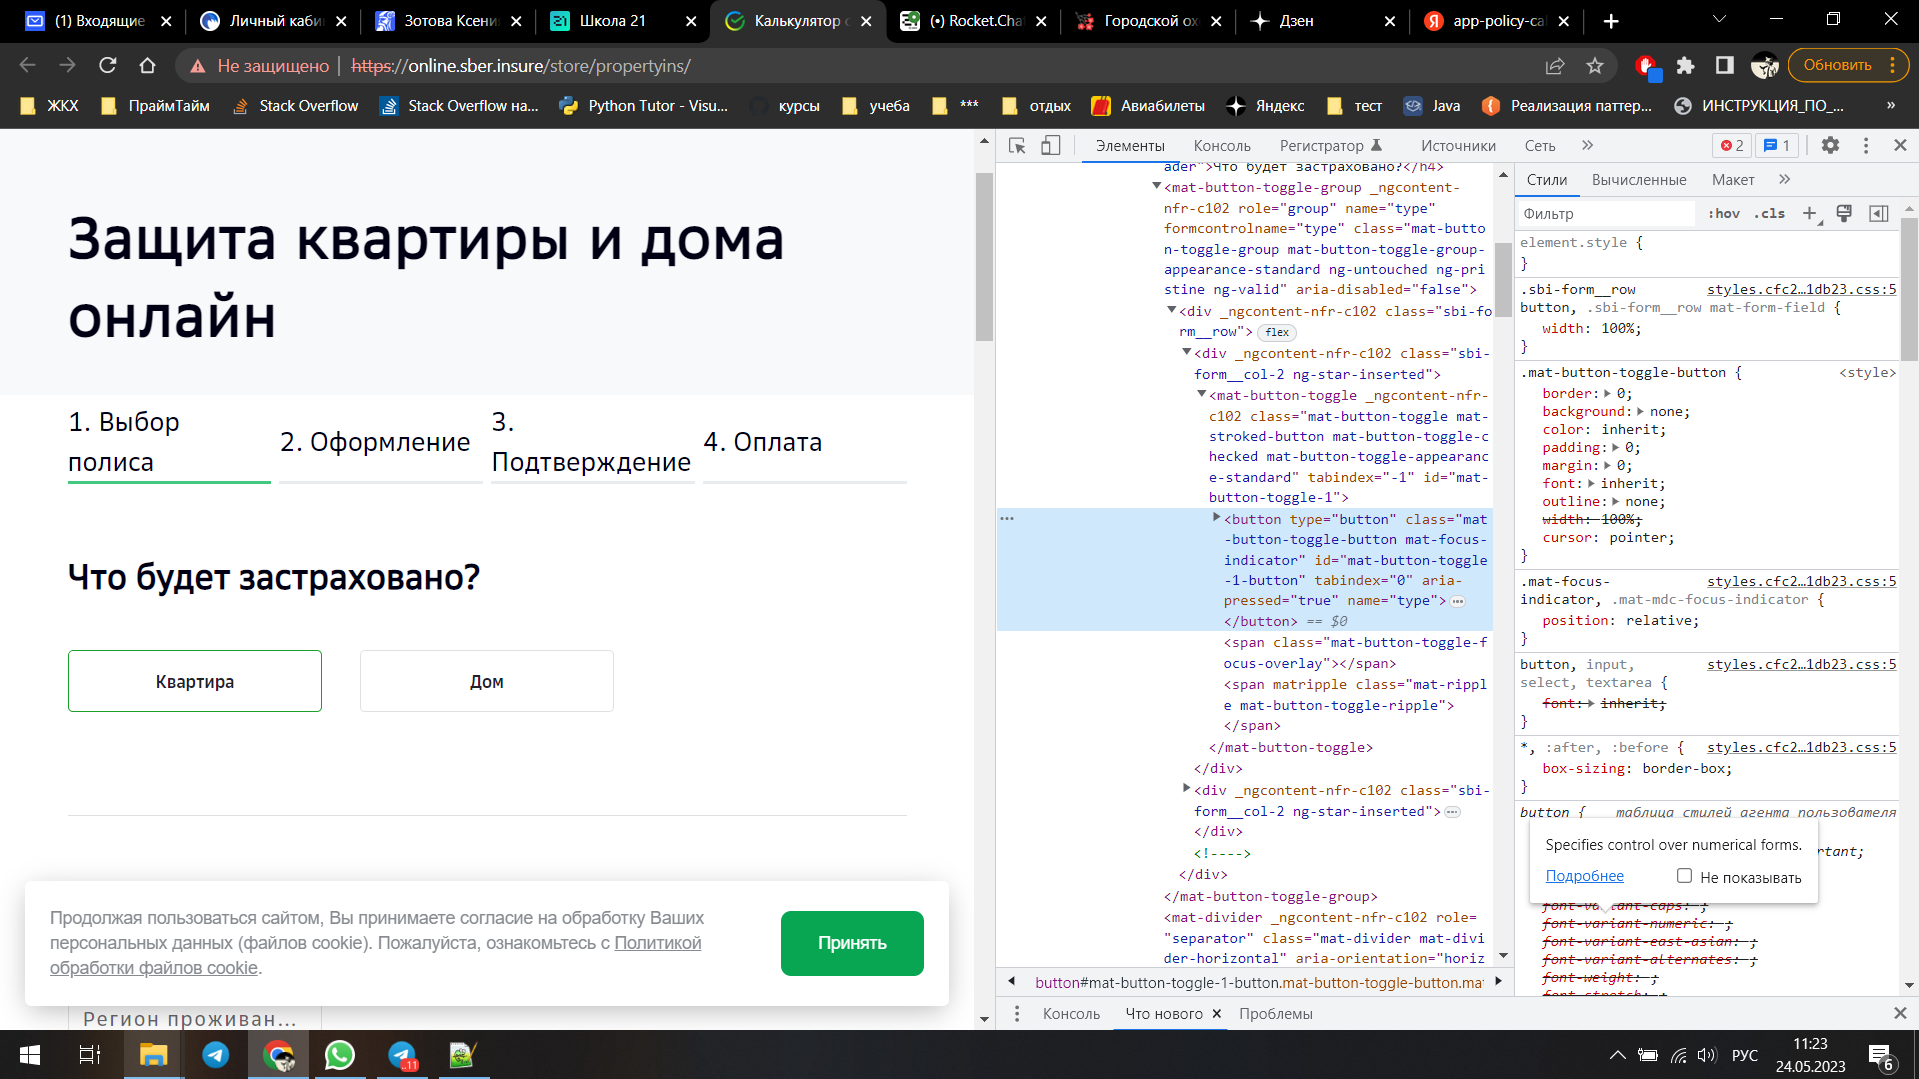 (1) Входящие
Личный каби
Зотова Ксени
Школа 21
Калькулятор с
(•) Rocket.Cha
Городской ох
Дзен
app-policy-cal
Не защищено
https://online.sber.insure/store/propertyins/
Обновить
ЖКХ
ПраймТайм
Stack Overflow
Stack Overflow на...
Python Tutor - Visu...
курсы
учеба
***
отдых
Авиабилеты
Яндекс
тест
Java
Реализация паттер...
ИНСТРУКЦИЯ_ПО_...
»
Защита квартиры и дома
онлайн
1. Выбор
полиса
2. Оформление
3.
Подтверждение
4. Оплата
Что будет застраховано?
Квартира
Дом
Продолжая пользоваться сайтом, Вы принимаете согласие на обработку Ваших
персональных данных (файлов cookie). Пожалуйста, ознакомьтесь с Политикой
обработки файлов cookie.
Принять
Регион проживан...
Элементы
Консоль
Регистратор
Источники
Сеть
»
2
1
ader">Что будет застраховано?</h4>
<mat-button-toggle-group _ngcontent-
nfr-c102 role="group" name="type"
formcontrolname="type" class="mat-butto
n-toggle-group mat-button-toggle-group-
appearance-standard ng-untouched ng-pri
stine ng-valid" aria-disabled="false">
<div _ngcontent-nfr-c102 class="sbi-fo
rm__row"> flex
<div _ngcontent-nfr-c102 class="sbi-
form__col-2 ng-star-inserted">
<mat-button-toggle _ngcontent-nfr-
c102 class="mat-button-toggle mat-
stroked-button mat-button-toggle-c
hecked mat-button-toggle-appearanc
e-standard" tabindex="-1" id="mat-
button-toggle-1">
<button type="button" class="mat
-button-toggle-button mat-focus-
indicator" id="mat-button-toggle
-1-button" tabindex="0" aria-
pressed="true" name="type"> …
</button> == $0
<span class="mat-button-toggle-f
ocus-overlay"></span>
<span matripple class="mat-rippl
e mat-button-toggle-ripple">
</span>
</mat-button-toggle>
</div>
<div _ngcontent-nfr-c102 class="sbi-
form__col-2 ng-star-inserted"> …
</div>
<!---->
</div>
</mat-button-toggle-group>
<mat-divider _ngcontent-nfr-c102 role=
"separator" class="mat-divider mat-divi
der-horizontal" aria-orientation="horiz
button#mat-button-toggle-1-button.mat-button-toggle-button.ma
Стили
Вычисленные
Макет
»
Фильтр
:hov
.cls
element.style {
}
.sbi-form__row
styles.cfc2…1db23.css:5
button, .sbi-form__row mat-form-field {
width: 100%;
}
.mat-button-toggle-button {
<style>
border: 0;
background: none;
color: inherit;
padding: 0;
margin: 0;
font: inherit;
outline: none;
width: 100%;
cursor: pointer;
}
.mat-focus-
styles.cfc2…1db23.css:5
indicator, .mat-mdc-focus-indicator {
position: relative;
}
button, input,
styles.cfc2…1db23.css:5
select, textarea {
font: inherit;
}
*, :after, :before {
styles.cfc2…1db23.css:5
box-sizing: border-box;
}
button {
таблица стилей агента пользователя
rtant;
Specifies control over numerical forms.
Подробнее
Не показывать
font-variant-caps: ;
font-variant-numeric: ;
font-variant-east-asian: ;
font-variant-alternates: ;
font-weight: ;
font-stretch: ;
Консоль
Что нового
Проблемы
11
РУС
11:23
24.05.2023
6